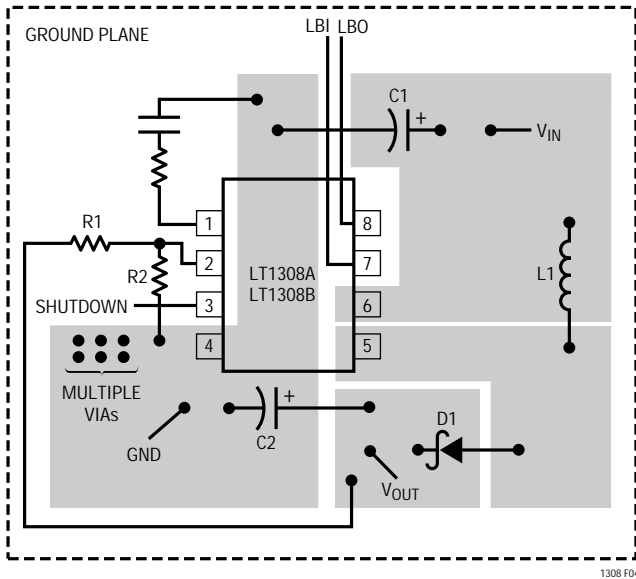 GROUND PLANE
LBI LBO
C1
+
VIN
1
8
R1
2
7
LT1308A
LT1308B
R2
L1
SHUTDOWN
3
6
4
5
MULTIPLE
VIAs
+
D1
C2
GND
VOUT
1308 F04